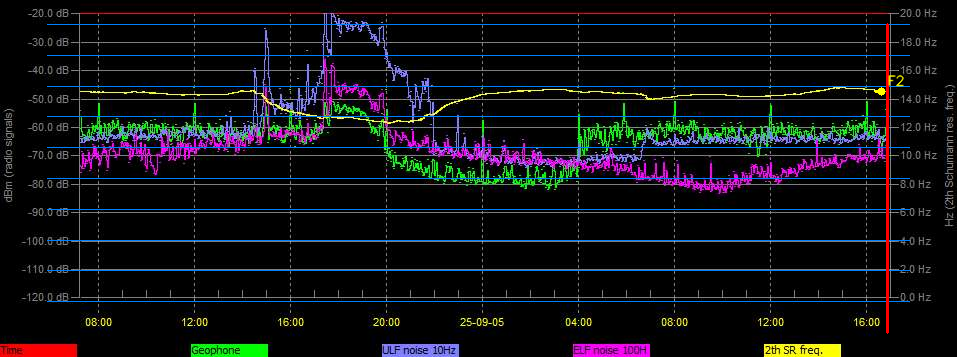 -20.0 dB 20.0 Hz
-30.0 dB 18.0 Hz
-40.0 dB 16.0 Hz
F2
-50.0 dB 14.0 Hz
-60.0 dB 12.0 Hz
-70.0 dB 10.0 Hz
-80.0 dB 8.0 Hz
-90.0 dB 6.0 Hz
-100.0 dB 4.0 Hz
-110.0 dB 2.0 Hz
-120.0 dB 0.0 Hz
dBm (radio signals)
Hz (2th Schumann res. freq.)
08:00 12:00 16:00 20:00 25-09-05 04:00 08:00 12:00 16:00
Time Geophone ULF noise 10Hz ELF noise 100H 2th SR freq.